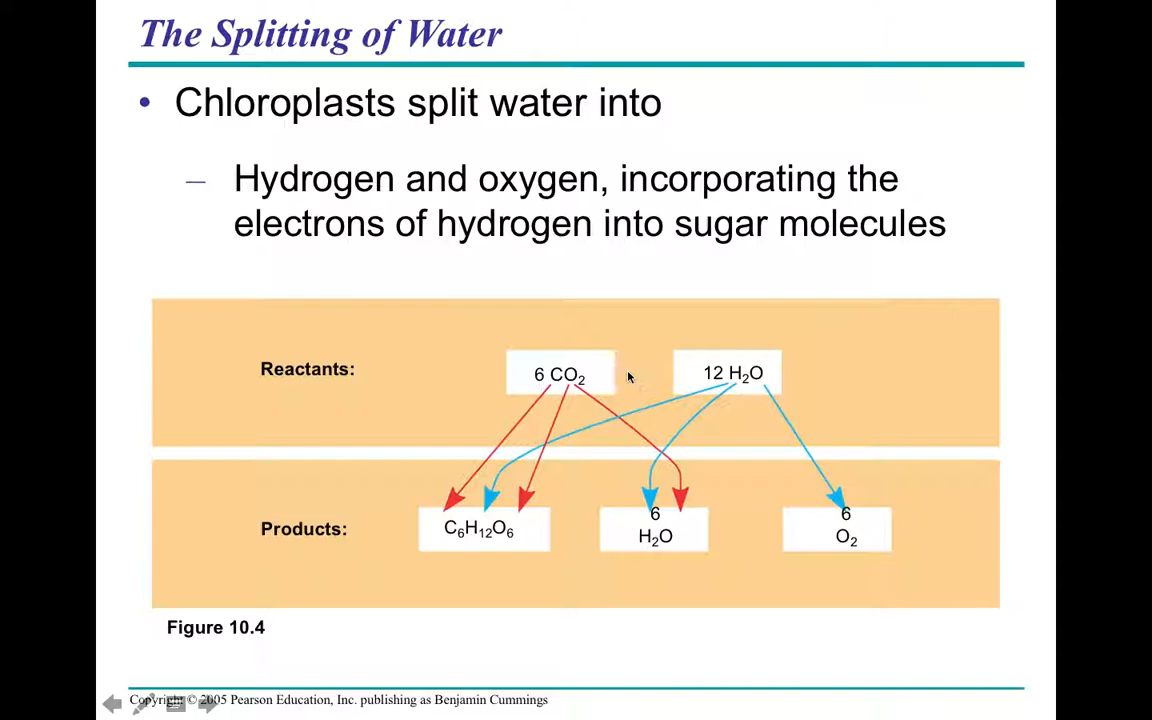 The Splitting of Water
• Chloroplasts split water into
– Hydrogen and oxygen, incorporating the
electrons of hydrogen into sugar molecules
Reactants:
6 CO₂
12 H₂O
Products:
C₆H₁₂O₆
6
H₂O
6
O₂
Figure 10.4
Copyright © 2005 Pearson Education, Inc. publishing as Benjamin Cummings